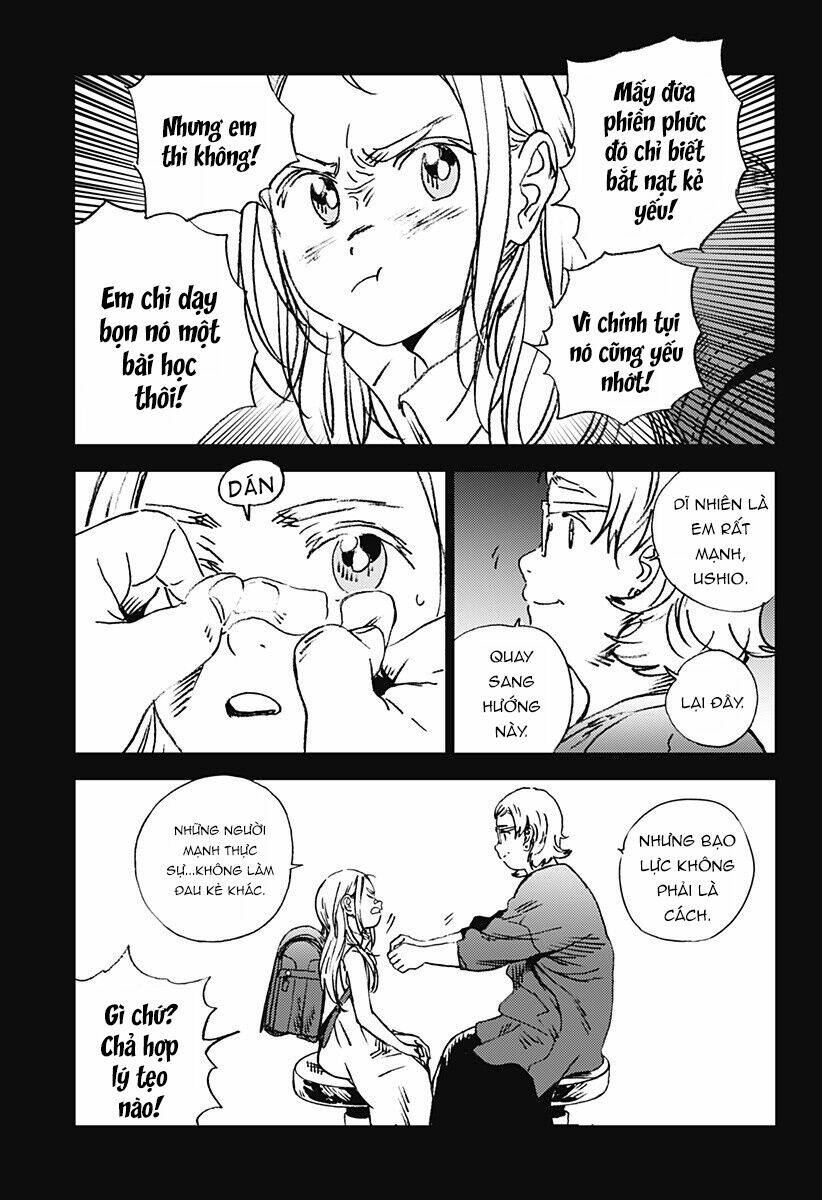 Mấy đứa
phiền phức
đó chỉ biết
bắt nạt kẻ
yếu!
Vì chính tụi
nó cũng yếu
nhớt!
Nhưng em
thì không!
Em chỉ dạy
bọn nó một
bài học
thôi!
DĨ NHIÊN LÀ
EM RẤT
MẠNH,
USHIO.
LẠI ĐÂY.
QUAY
SANG
HƯỚNG
NÀY.
DÁN
NHƯNG BẠO
LỰC KHÔNG
PHẢI LÀ
CÁCH.
NHỮNG NGƯỜI
MẠNH THỰC
SỰ...KHÔNG LÀM
ĐAU KẺ KHÁC.
Gì chứ?
Chả hợp
lý tẹo
nào!